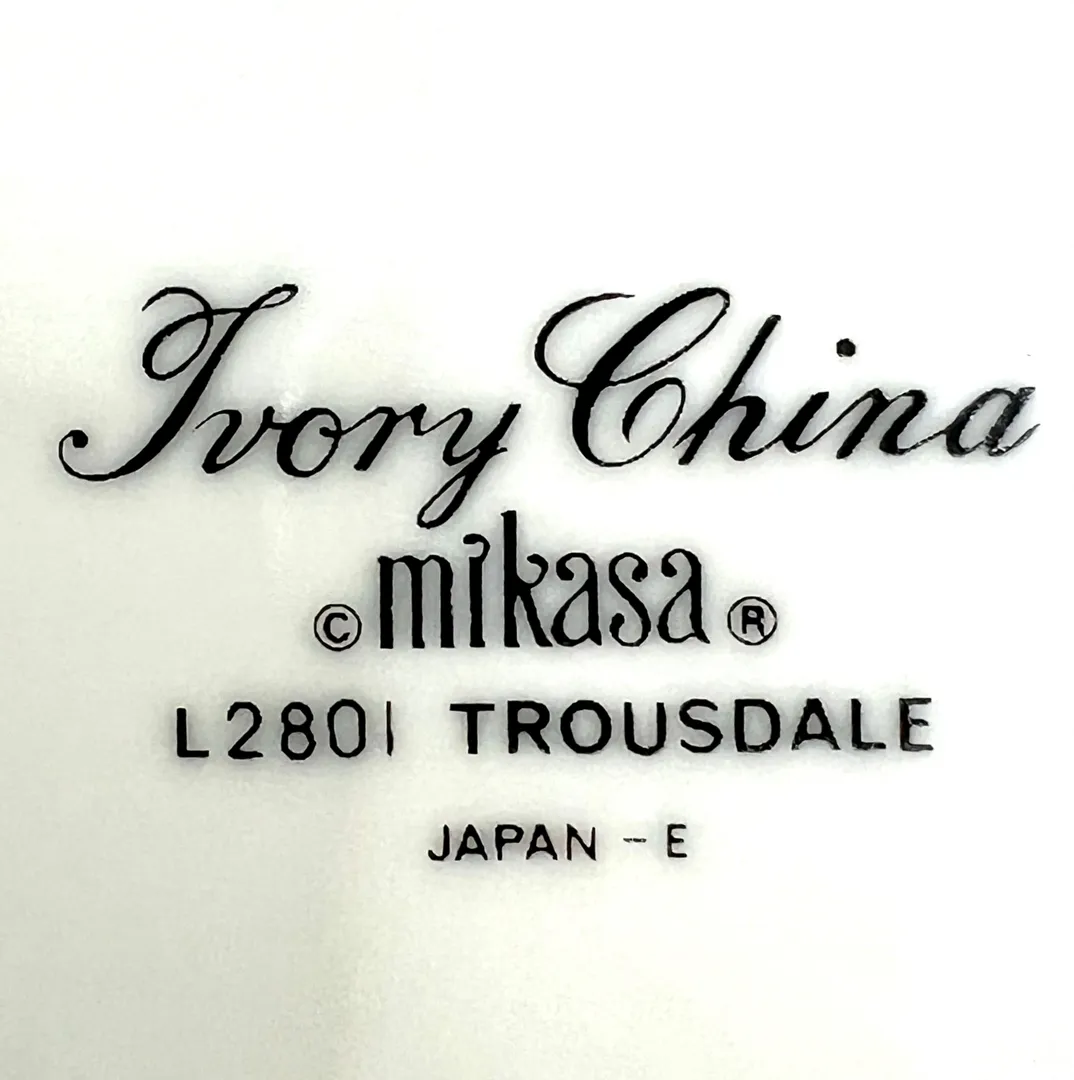 Ivory China
© mikasa ®
L2801 TROUSDALE
JAPAN - E